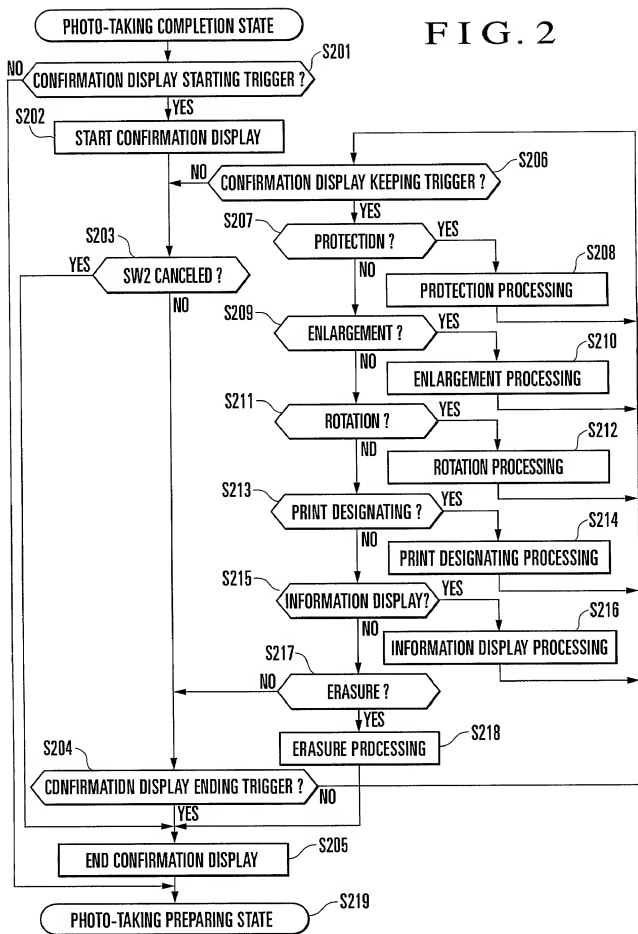 FIG. 2
PHOTO-TAKING COMPLETION STATE
S201
NO
CONFIRMATION DISPLAY STARTING TRIGGER ?
YES
S202
START CONFIRMATION DISPLAY
S206
NO
CONFIRMATION DISPLAY KEEPING TRIGGER ?
YES
S207
PROTECTION ?
YES
NO
S208
PRDTECTION PROCESSING
S203
YES
SW2 CANCELED ?
NO
S209
ENLARGEMENT ?
YES
NO
S210
ENLARGEMENT PROCESSING
S211
ROTATION ?
YES
ND
S212
ROTATION PROCESSING
S213
PRINT DESIGNATING ?
YES
NO
S214
PRINT DESIGNATING PROCESSING
S215
INFORMATION DISPLAY?
YES
NO
S216
INFORMATION DISPLAY PROCESSING
S217
NO
ERASURE ?
YES
ERASURE PRDCESSING
S218
S204
CDNFIRMATIDN DISPLAY ENDING TRIGGER ?
NO
YES
END CONFIRMATION DISPLAY
S205
PHOTO-TAKING PREPARING STATE
S219